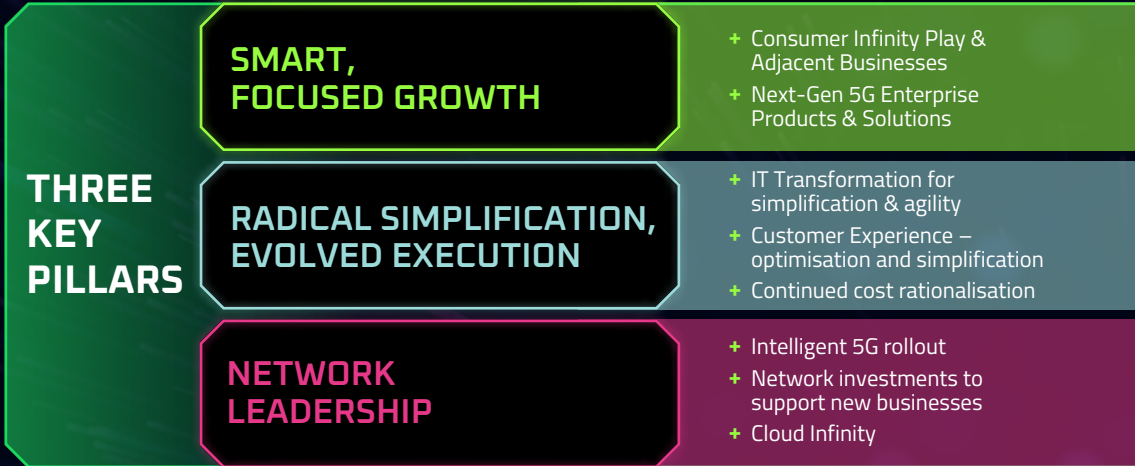 THREE
KEY
PILLARS
SMART,
FOCUSED GROWTH
+ Consumer Infinity Play &
Adjacent Businesses
+ Next-Gen 5G Enterprise
Products & Solutions
RADICAL SIMPLIFICATION,
EVOLVED EXECUTION
+ IT Transformation for
simplification & agility
+ Customer Experience –
optimisation and simplification
+ Continued cost rationalisation
NETWORK
LEADERSHIP
+ Intelligent 5G rollout
+ Network investments to
support new businesses
+ Cloud Infinity